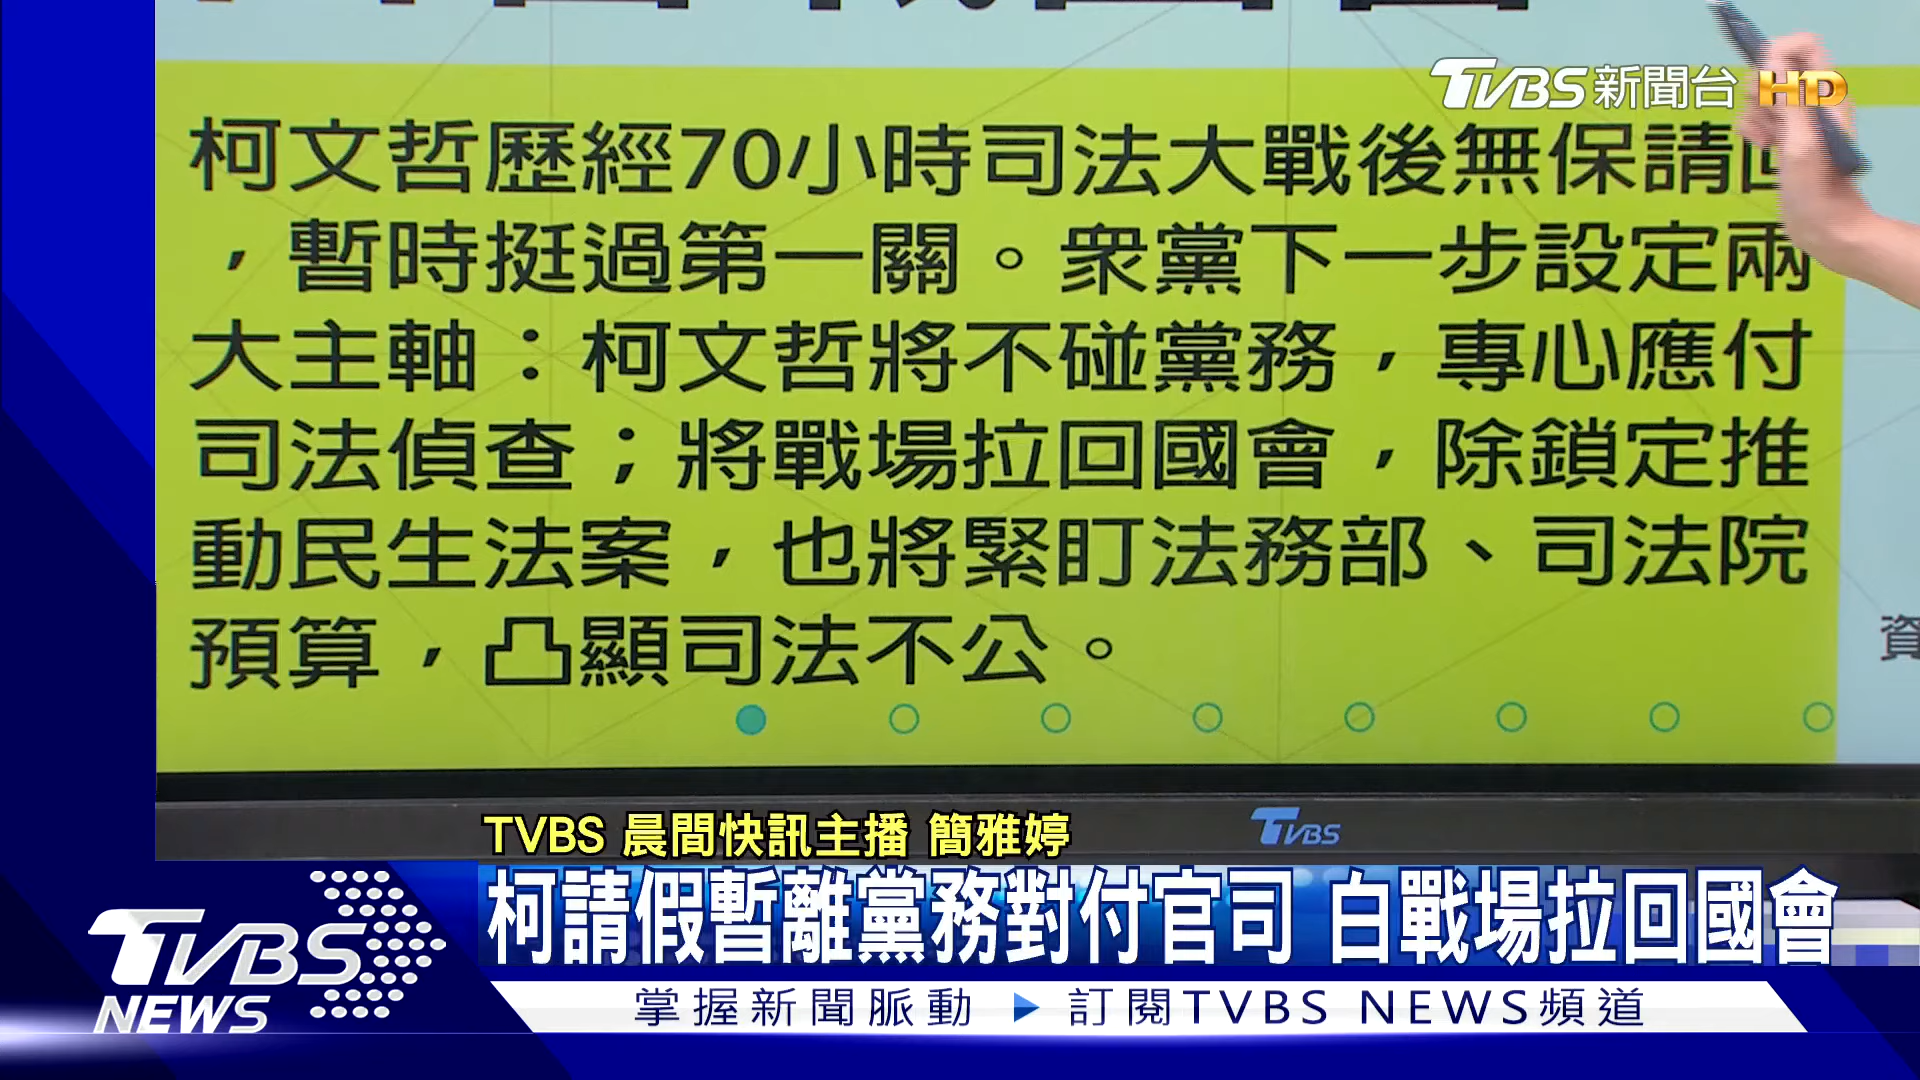 TVBS新聞台 HD
柯文哲歷經70小時司法大戰後無保請回
，暫時挺過第一關。眾黨下一步設定兩
大主軸：柯文哲將不碰黨務，專心應付
司法偵查；將戰場拉回國會，除鎖定推
動民生法案，也將緊盯法務部、司法院
預算，凸顯司法不公。
資
TVBS
TVBS 晨間快訊主播 簡雅婷
柯請假暫離黨務對付官司 白戰場拉回國會
TVBS NEWS
掌握新聞脈動 ▶ 訂閱TVBS NEWS頻道